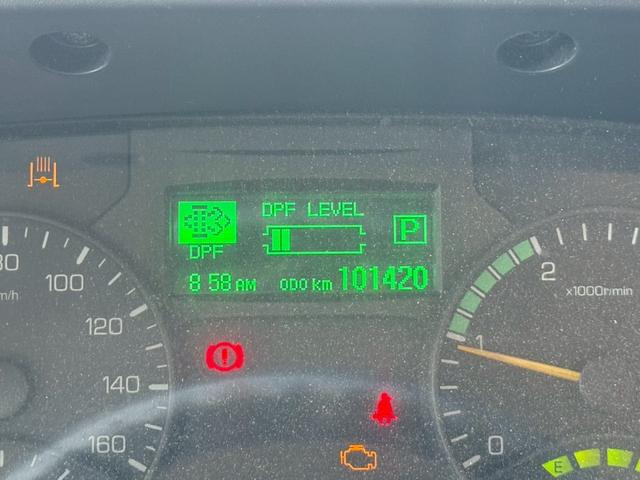 DPF LEVEL
P
DPF
8:58 AM ODO km 101420
80
100
120
140
160
m/h
2
x1000r/min
1
0
E